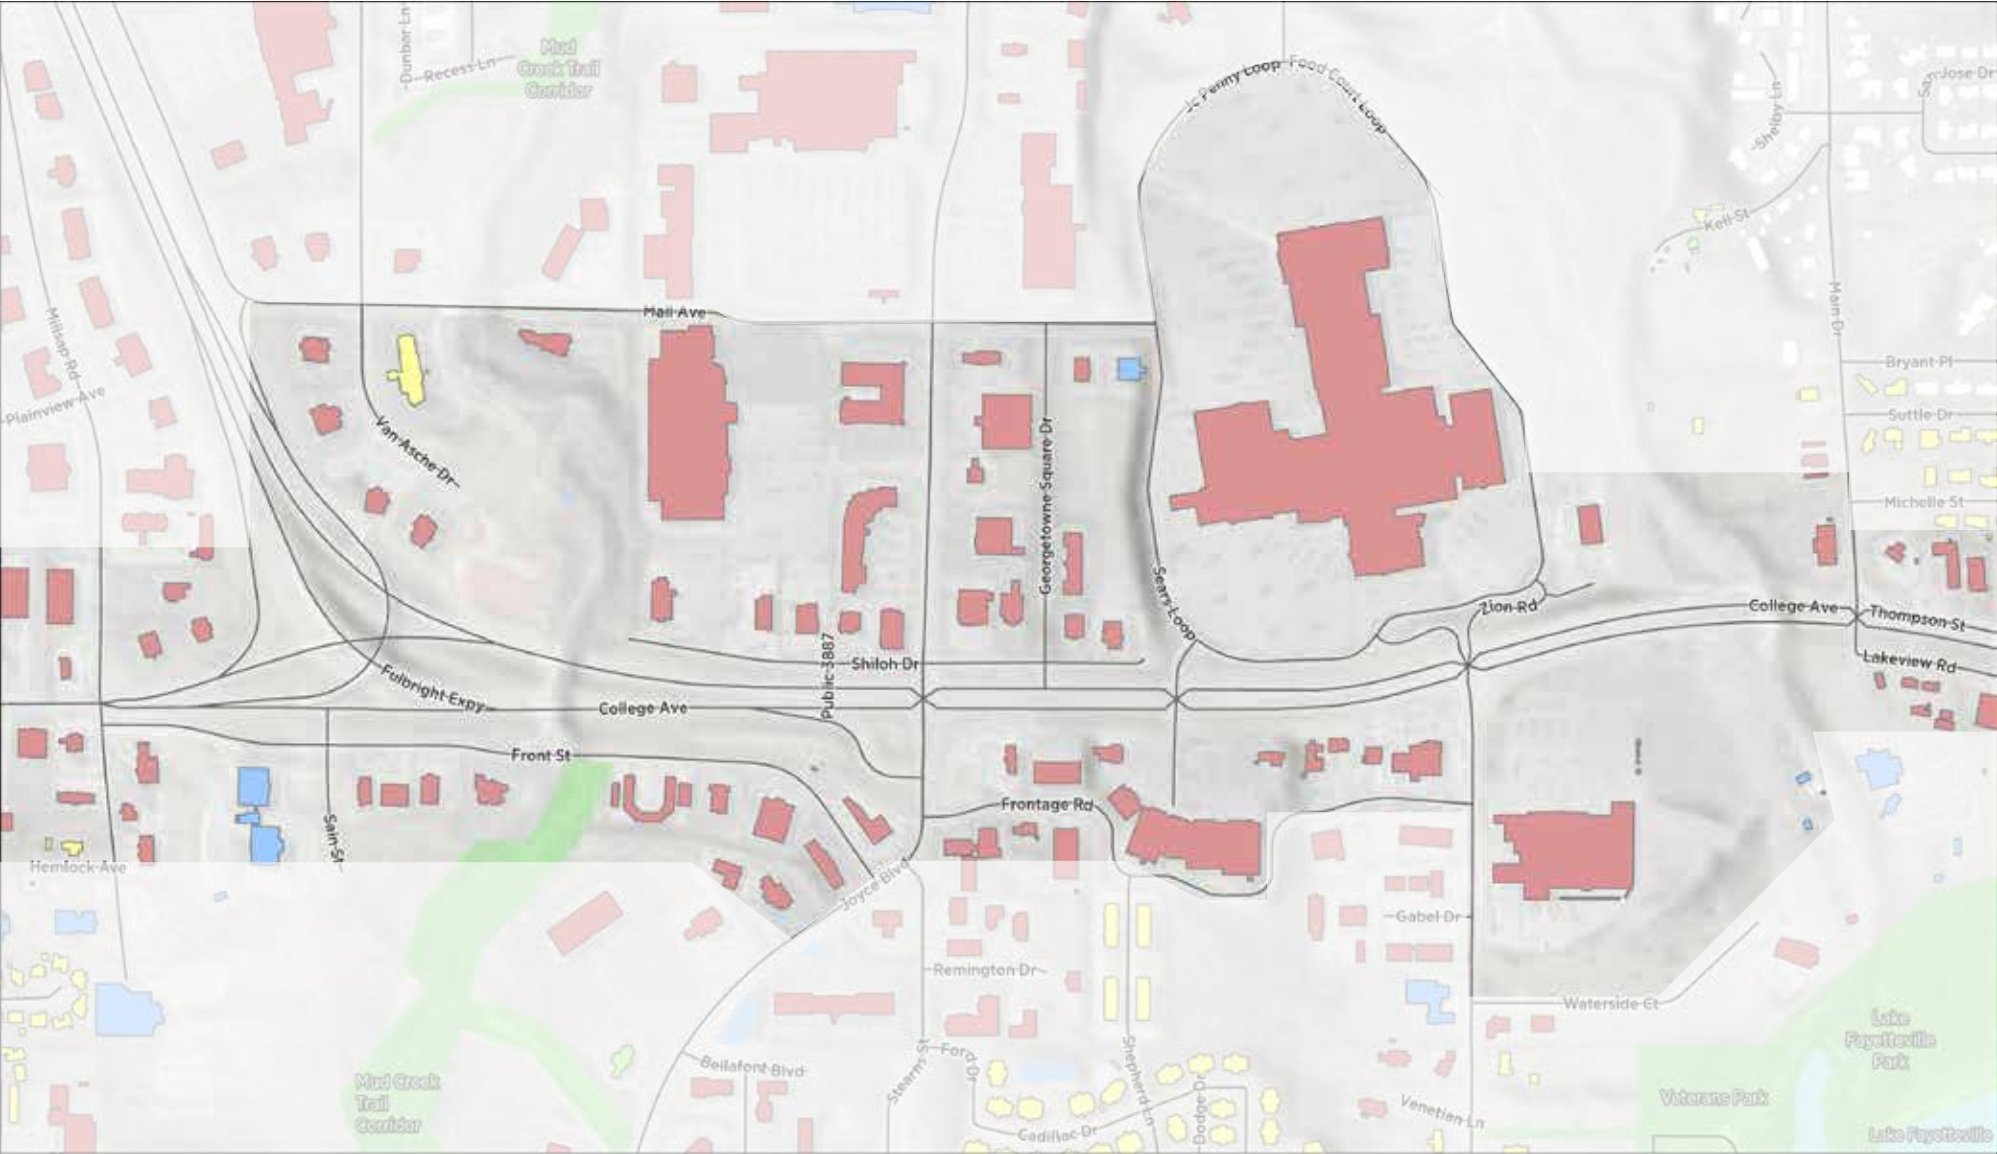 Dunbar Ln
Recess Ln
Mud
Creek Trail
Corridor
Jc Penny Loop
Food Court Loop
San Jose Dr
Shelby Ln
Kell St
Main Dr
Mall Ave
Millsap Rd
Plainview Ave
Van Asche Dr
Georgetowne Square Dr
Bryant Pl
Suttle Dr
Michelle St
Sears Loop
Zion Rd
College Ave
Thompson St
Lakeview Rd
Shiloh Dr
Public-3887
Fulbright Expy
College Ave
Front St
Frontage Rd
Sain St
Hemlock Ave
Joyce Blvd
Gabel Dr
Remington Dr
Waterside Ct
Lake
Fayetteville
Park
Bellafont Blvd
Stearns St
Ford Dr
Shepherd Ln
Dodge Dr
Cadillac Dr
Venetian Ln
Veterans Park
Mud Creek
Trail
Corridor
Lake Fayetteville